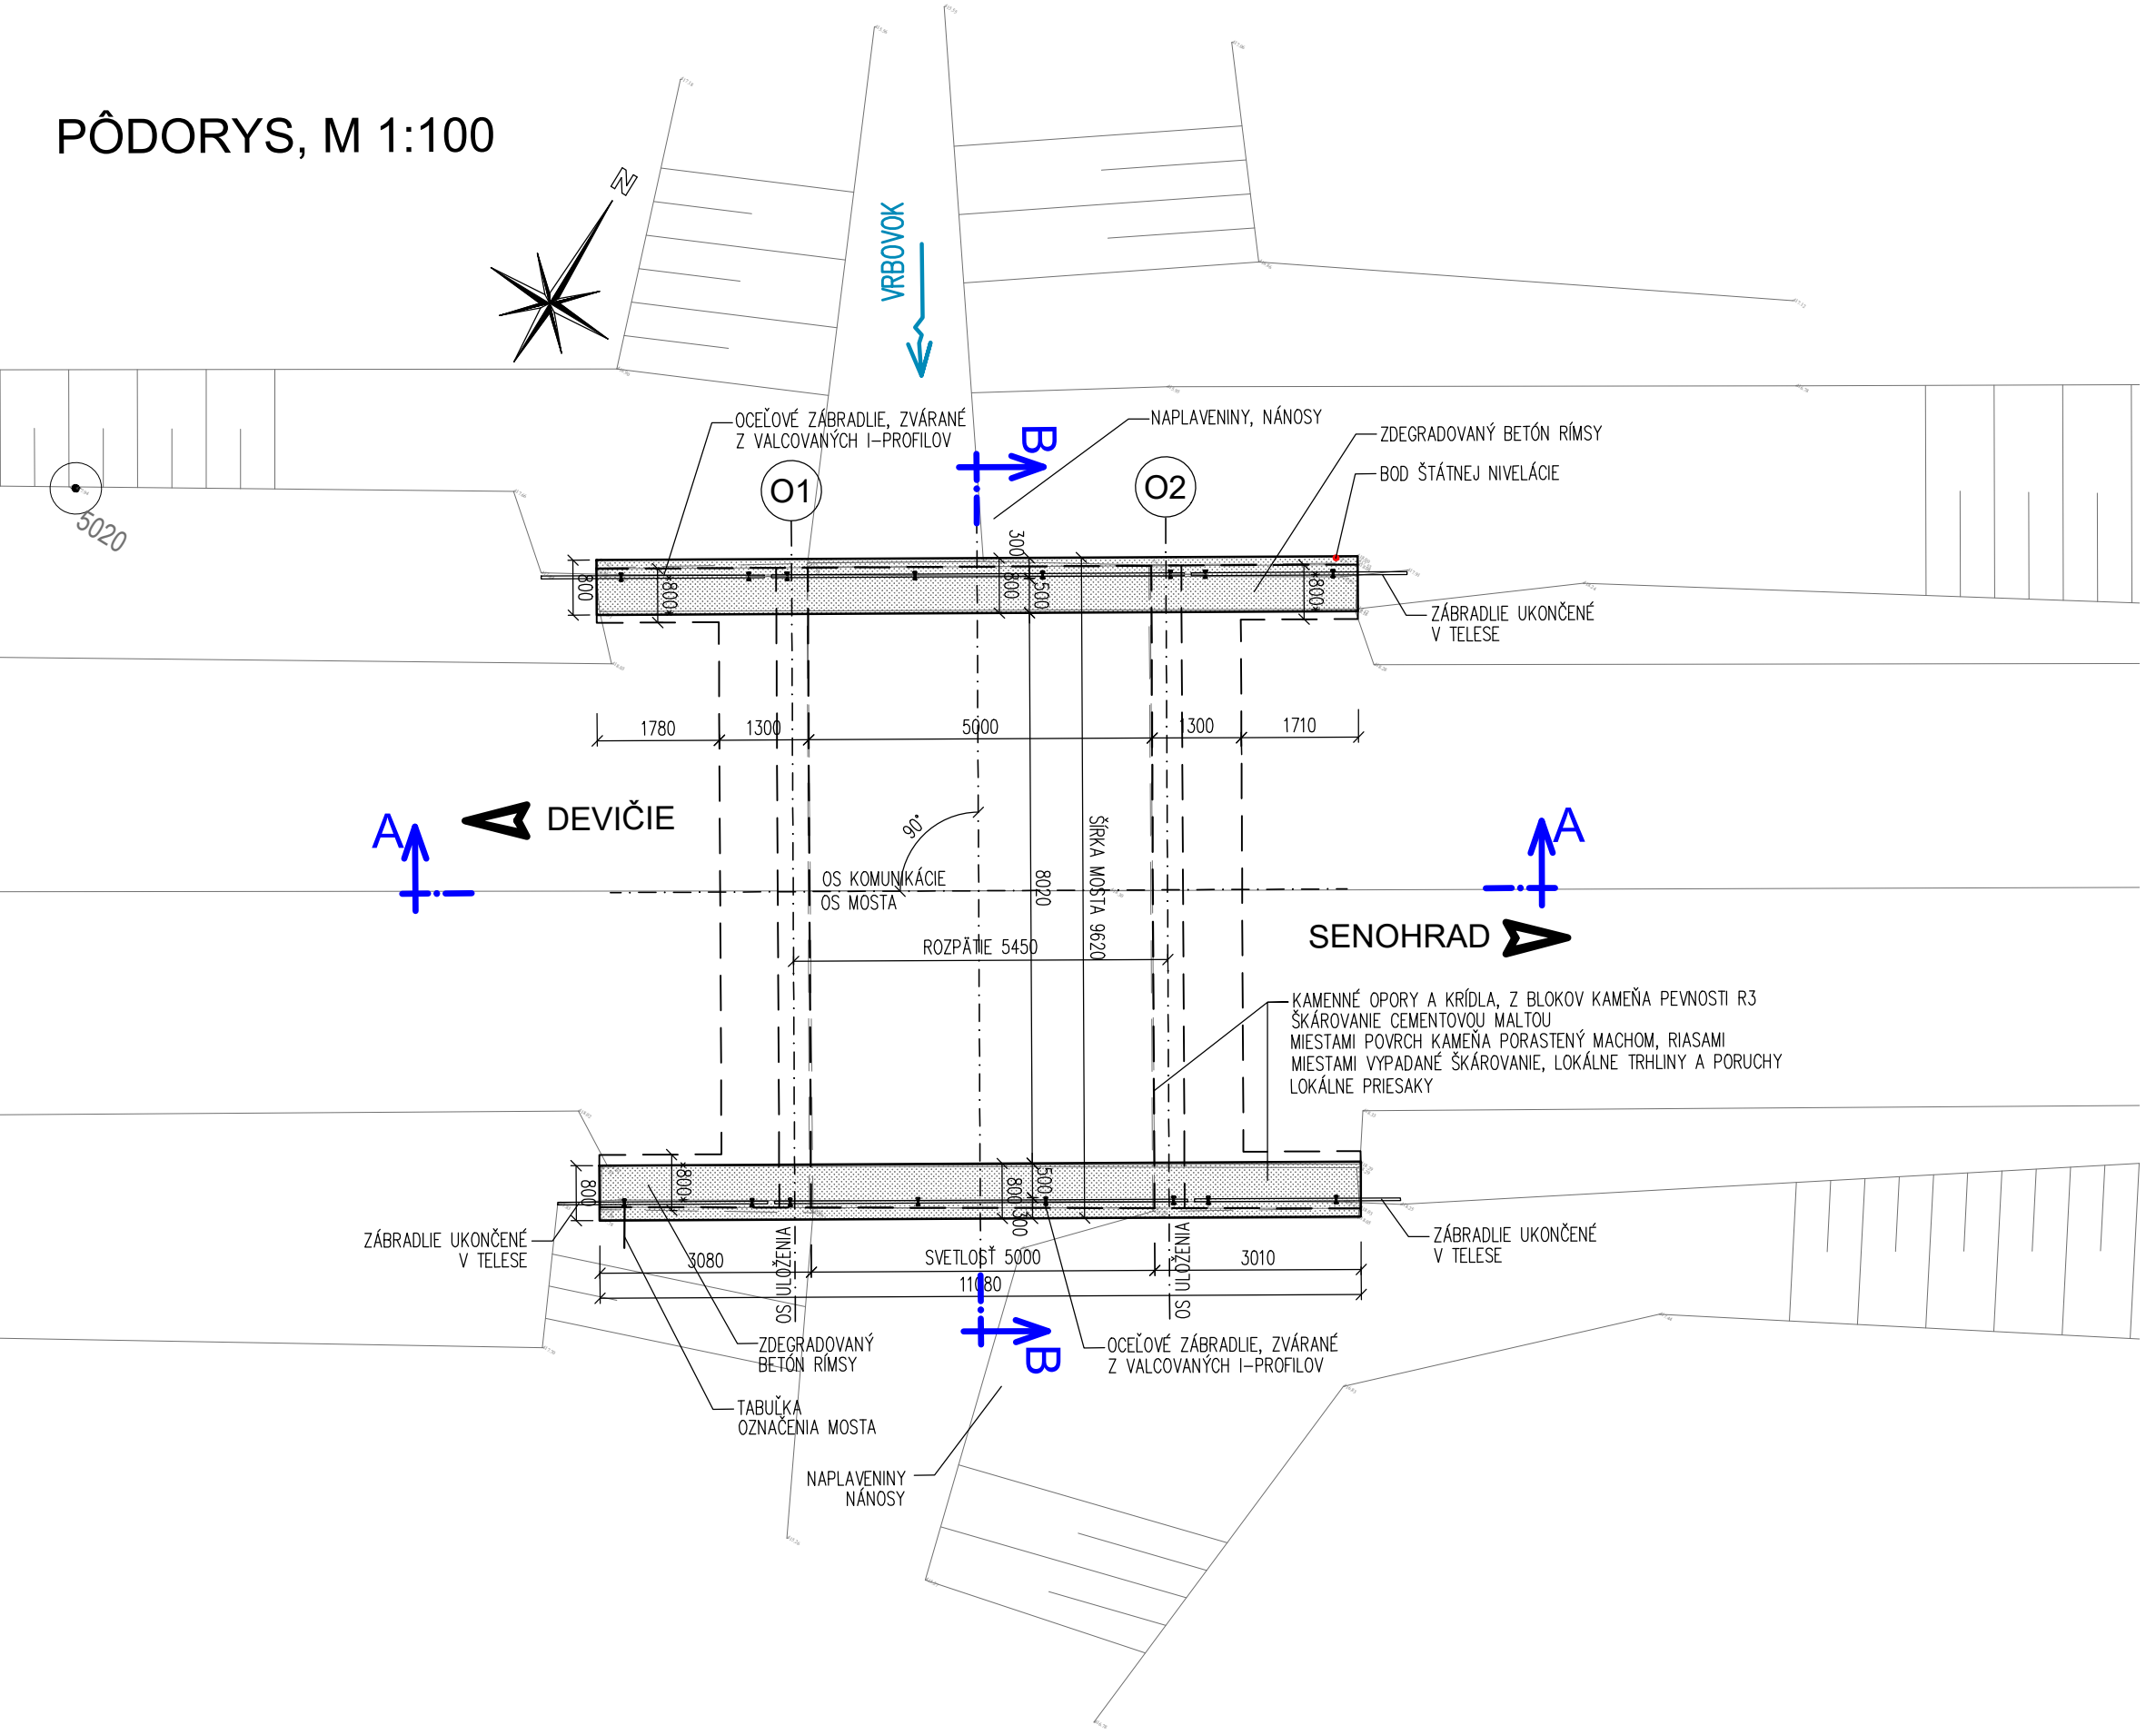 PÔDORYS, M 1:100
N
VRBOVOK
OCEĽOVÉ ZÁBRADLIE, ZVÁRANÉ
Z VALCOVANÝCH I-PROFILOV
NAPLAVENINY, NÁNOSY
ZDEGRADOVANÝ BETÓN RÍMSY
BOD ŠTÁTNEJ NIVELÁCIE
B
O1
O2
5020
300
800
*800*
800
500
*800*
ZÁBRADLIE UKONČENÉ
V TELESE
1780
1300
5000
1300
1710
A
DEVIČIE
90°
ŠÍRKA MOSTA 9620
8020
A
OS KOMUNIKÁCIE
OS MOSTA
SENOHRAD
ROZPÄTIE 5450
KAMENNÉ OPORY A KRÍDLA, Z BLOKOV KAMEŇA PEVNOSTI R3
ŠKÁROVANIE CEMENTOVOU MALTOU
MIESTAMI POVRCH KAMEŇA PORASTENÝ MACHOM, RIASAMI
MIESTAMI VYPADANÉ ŠKÁROVANIE, LOKÁLNE TRHLINY A PORUCHY
LOKÁLNE PRIESAKY
800
*800*
800
500
300
ZÁBRADLIE UKONČENÉ
V TELESE
ZÁBRADLIE UKONČENÉ
V TELESE
3080
OS ULOŽENIA
SVETLOSŤ 5000
OS ULOŽENIA
3010
11080
ZDEGRADOVANÝ
BETÓN RÍMSY
B
OCEĽOVÉ ZÁBRADLIE, ZVÁRANÉ
Z VALCOVANÝCH I-PROFILOV
TABUĽKA
OZNAČENIA MOSTA
NAPLAVENINY
NÁNOSY